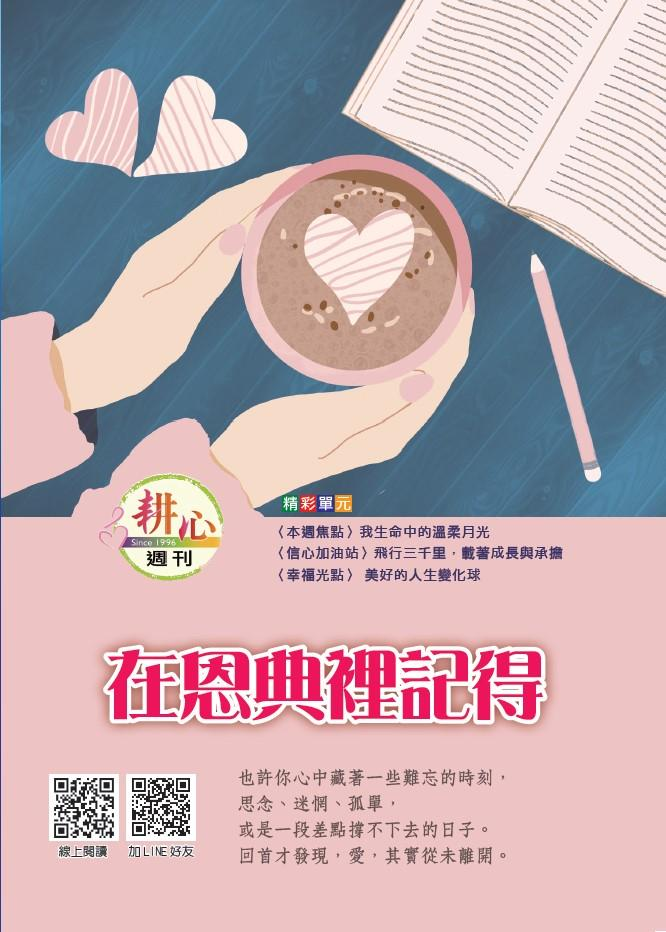 耕心
Since 1996
週刊
精彩單元
〈本週焦點〉我生命中的溫柔月光
〈信心加油站〉飛行三千里，載著成長與承擔
〈幸福光點〉 美好的人生變化球
在恩典裡記得
也許你心中藏著一些難忘的時刻，
思念、迷惘、孤單，
或是一段差點撐不下去的日子。
回首才發現，愛，其實從未離開。
線上閱讀
加LINE好友